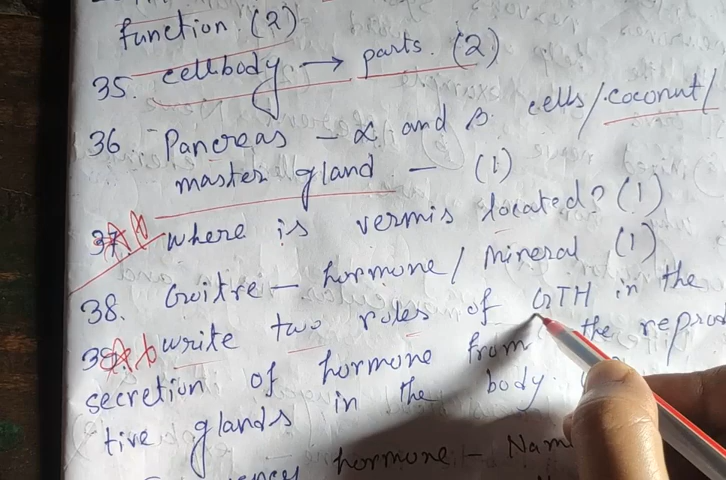 function. (2)
35. cell body → parts. (2)
36. Pancreas - α and β cells/coconut/
master gland - (1)
37. where is vermis located? (1)
38. Goitre - hormone/mineral (1)
39. write two roles of GTH in the
secretion of hormone from the reprod
tive glands in the body.
hormone - Nam